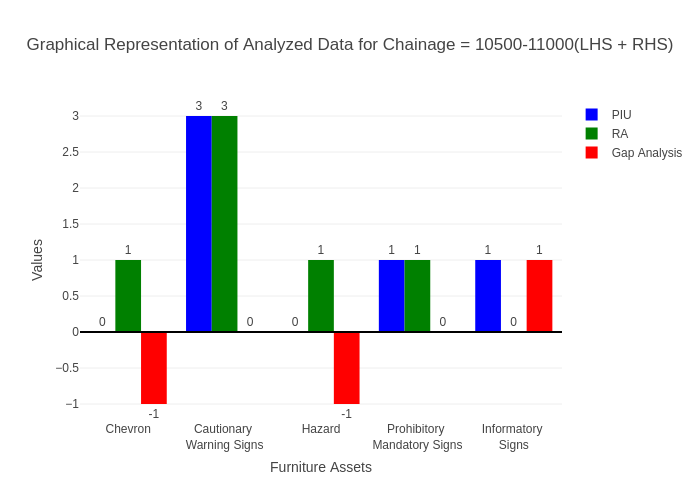 Graphical Representation of Analyzed Data for Chainage = 10500-11000(LHS + RHS)
PIU
RA
Gap Analysis
3
2.5
2
1.5
1
0.5
0
−0.5
−1
Values
0
1
-1
3
3
0
0
1
-1
1
1
0
1
0
1
Chevron
Cautionary
Warning Signs
Hazard
Prohibitory
Mandatory Signs
Informatory
Signs
Furniture Assets